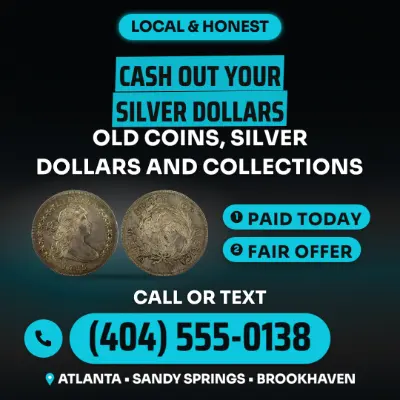 LOCAL & HONEST
CASH OUT YOUR
SILVER DOLLARS
OLD COINS, SILVER
DOLLARS AND COLLECTIONS
1 PAID TODAY
2 FAIR OFFER
CALL OR TEXT
(404) 555-0138
ATLANTA • SANDY SPRINGS • BROOKHAVEN